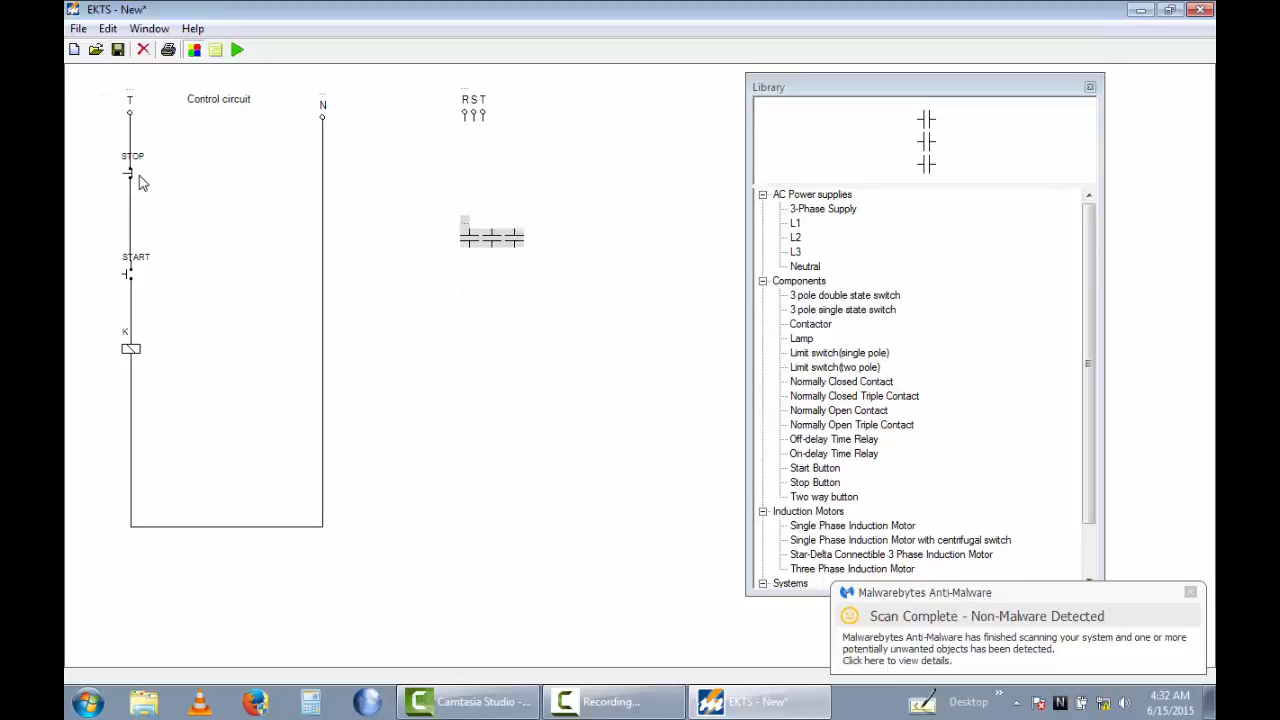 EKTS - New*
File Edit Window Help
...
T
Control circuit
...
N
...
R S T
STOP
START
K
...
Library
AC Power supplies
3-Phase Supply
L1
L2
L3
Neutral
Components
3 pole double state switch
3 pole single state switch
Contactor
Lamp
Limit switch(single pole)
Limit switch(two pole)
Normally Closed Contact
Normally Closed Triple Contact
Normally Open Contact
Normally Open Triple Contact
Off-delay Time Relay
On-delay Time Relay
Start Button
Stop Button
Two way button
Induction Motors
Single Phase Induction Motor
Single Phase Induction Motor with centrifugal switch
Star-Delta Connectible 3 Phase Induction Motor
Three Phase Induction Motor
Systems
Malwarebytes Anti-Malware
Scan Complete - Non-Malware Detected
Malwarebytes Anti-Malware has finished scanning your system and one or more
potentially unwanted objects has been detected.
Click here to view details.
Camtasia Studio -...
Recording...
EKTS - New*
Desktop
»
N
4:32 AM
6/15/2015